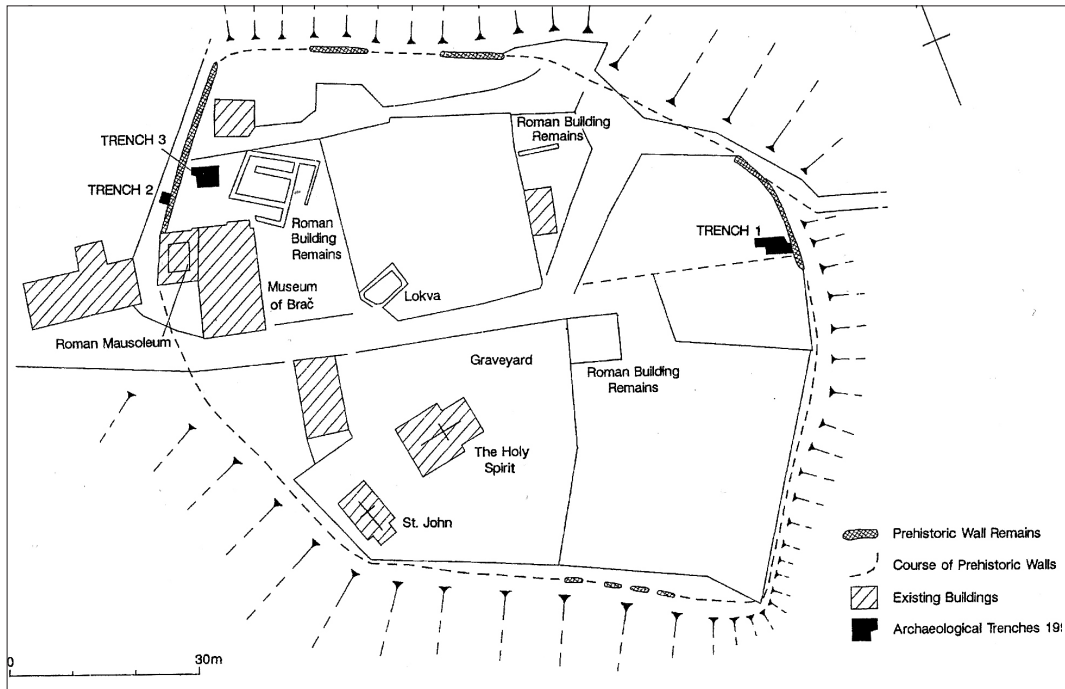 Roman Building
Remains
TRENCH 3
TRENCH 2
Roman
Building
Remains
TRENCH 1
Museum
of Brač
Lokva
Roman Mausoleum
Graveyard
Roman Building
Remains
The Holy
Spirit
St. John
Prehistoric Wall Remains
Course of Prehistoric Walls
Existing Buildings
Archaeological Trenches
0
30m